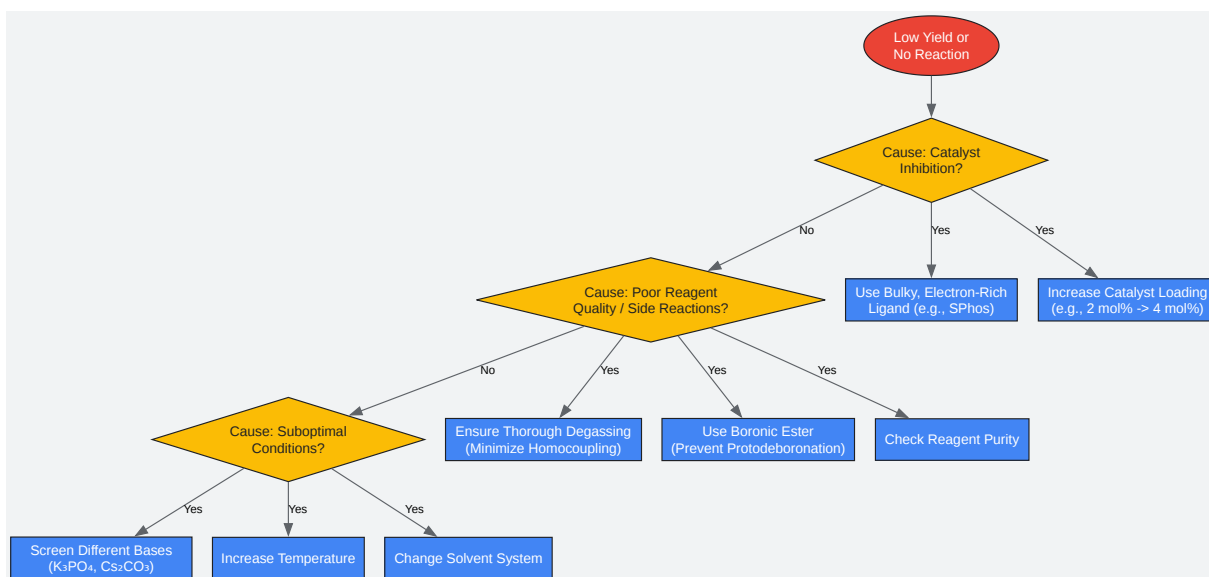 Low Yield or
No Reaction
Cause: Catalyst
Inhibition?
No
Yes
Yes
Cause: Poor Reagent
Quality / Side Reactions?
Use Bulky, Electron-Rich
Ligand (e.g., SPhos)
Increase Catalyst Loading
(e.g., 2 mol% -> 4 mol%)
No
Yes
Yes
Yes
Cause: Suboptimal
Conditions?
Ensure Thorough Degassing
(Minimize Homocoupling)
Use Boronic Ester
(Prevent Protodeboronation)
Check Reagent Purity
Yes
Yes
Yes
Screen Different Bases
(K₃PO₄, Cs₂CO₃)
Increase Temperature
Change Solvent System